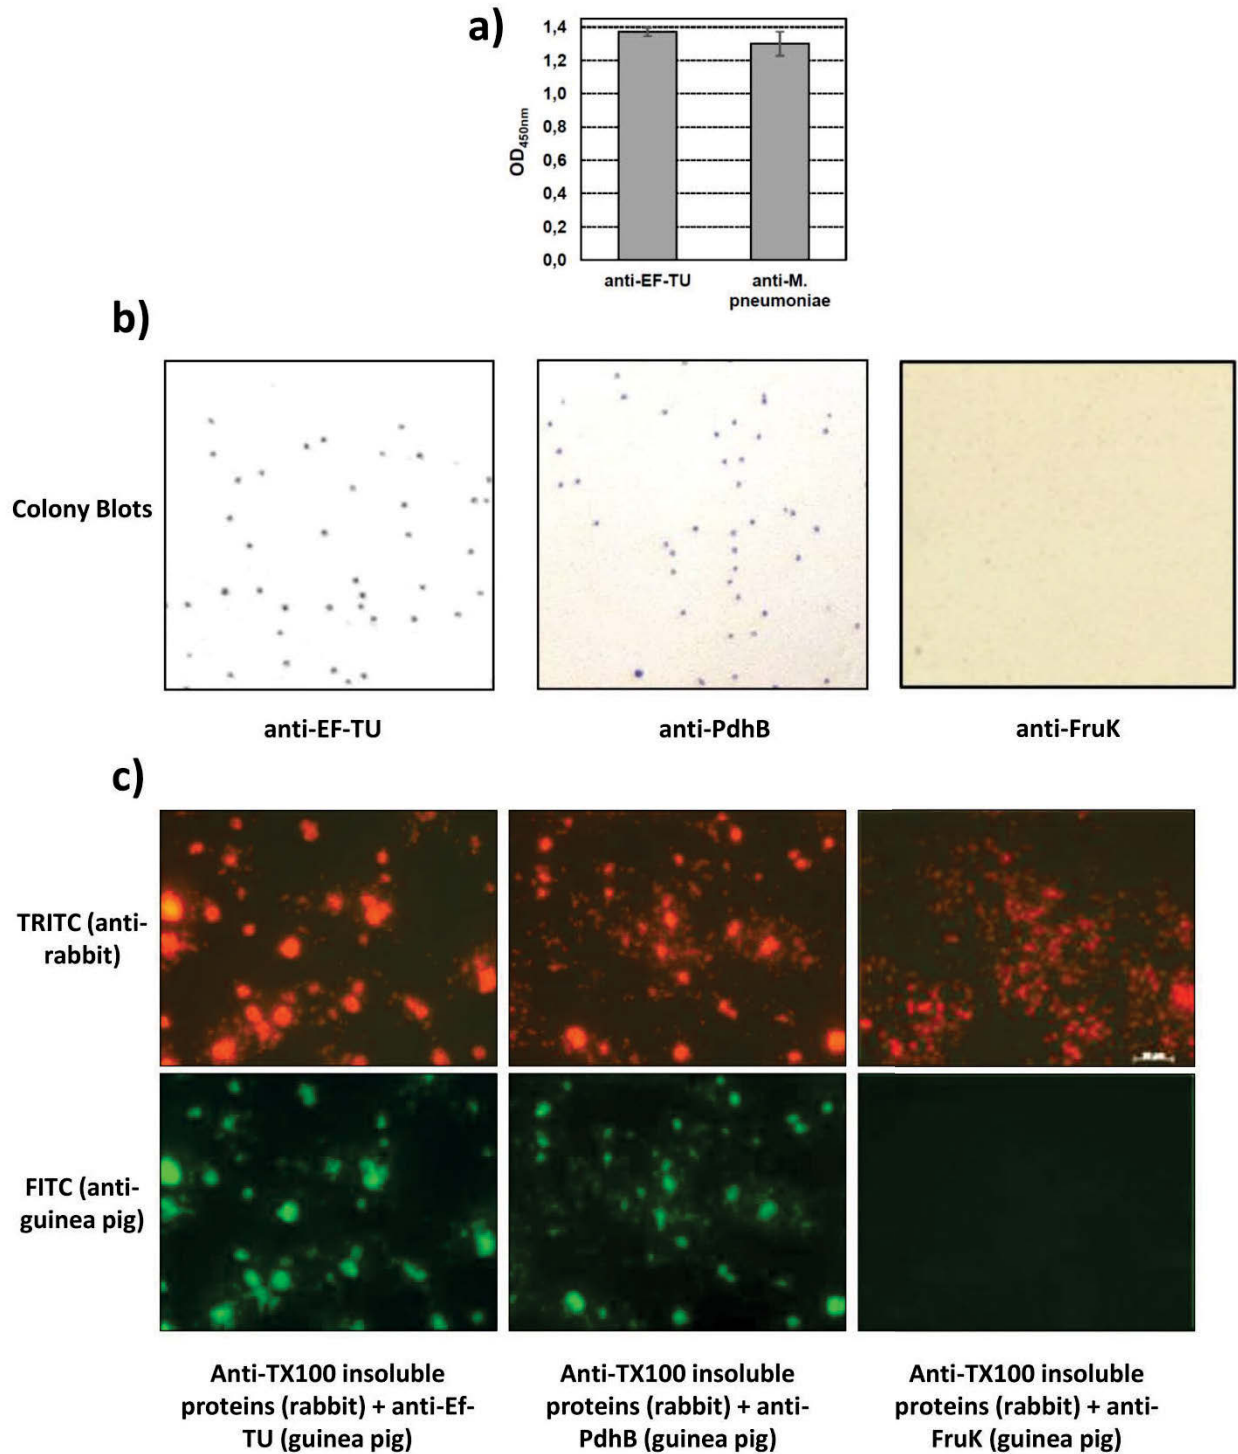 a)
1,4
1,2
1,0
0,8
0,6
0,4
0,2
0,0
OD450nm
anti-EF-TU
anti-M.
pneumoniae
b)
Colony Blots
anti-EF-TU
anti-PdhB
anti-FruK
c)
TRITC (anti-
rabbit)
FITC (anti-
guinea pig)
Anti-TX100 insoluble
proteins (rabbit) + anti-Ef-
TU (guinea pig)
Anti-TX100 insoluble
proteins (rabbit) + anti-
PdhB (guinea pig)
Anti-TX100 insoluble
proteins (rabbit) + anti-
FruK (guinea pig)